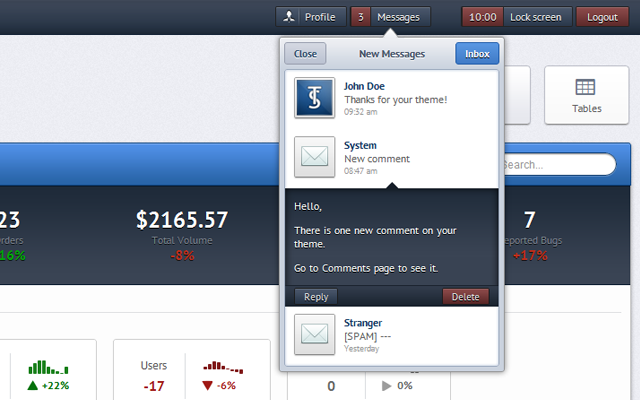 Profile
3 Messages
10:00 Lock screen
Logout
Close
New Messages
Inbox
John Doe
Thanks for your theme!
09:32 am
System
New comment
08:47 am
Hello,
There is one new comment on your
theme.
Go to Comments page to see it.
Reply
Delete
Stranger
[SPAM] ---
Yesterday
Tables
Search...
23
Orders
16%
$2165.57
Total Volume
-8%
7
Reported Bugs
+17%
+22%
Users
-17
-6%
0
0%